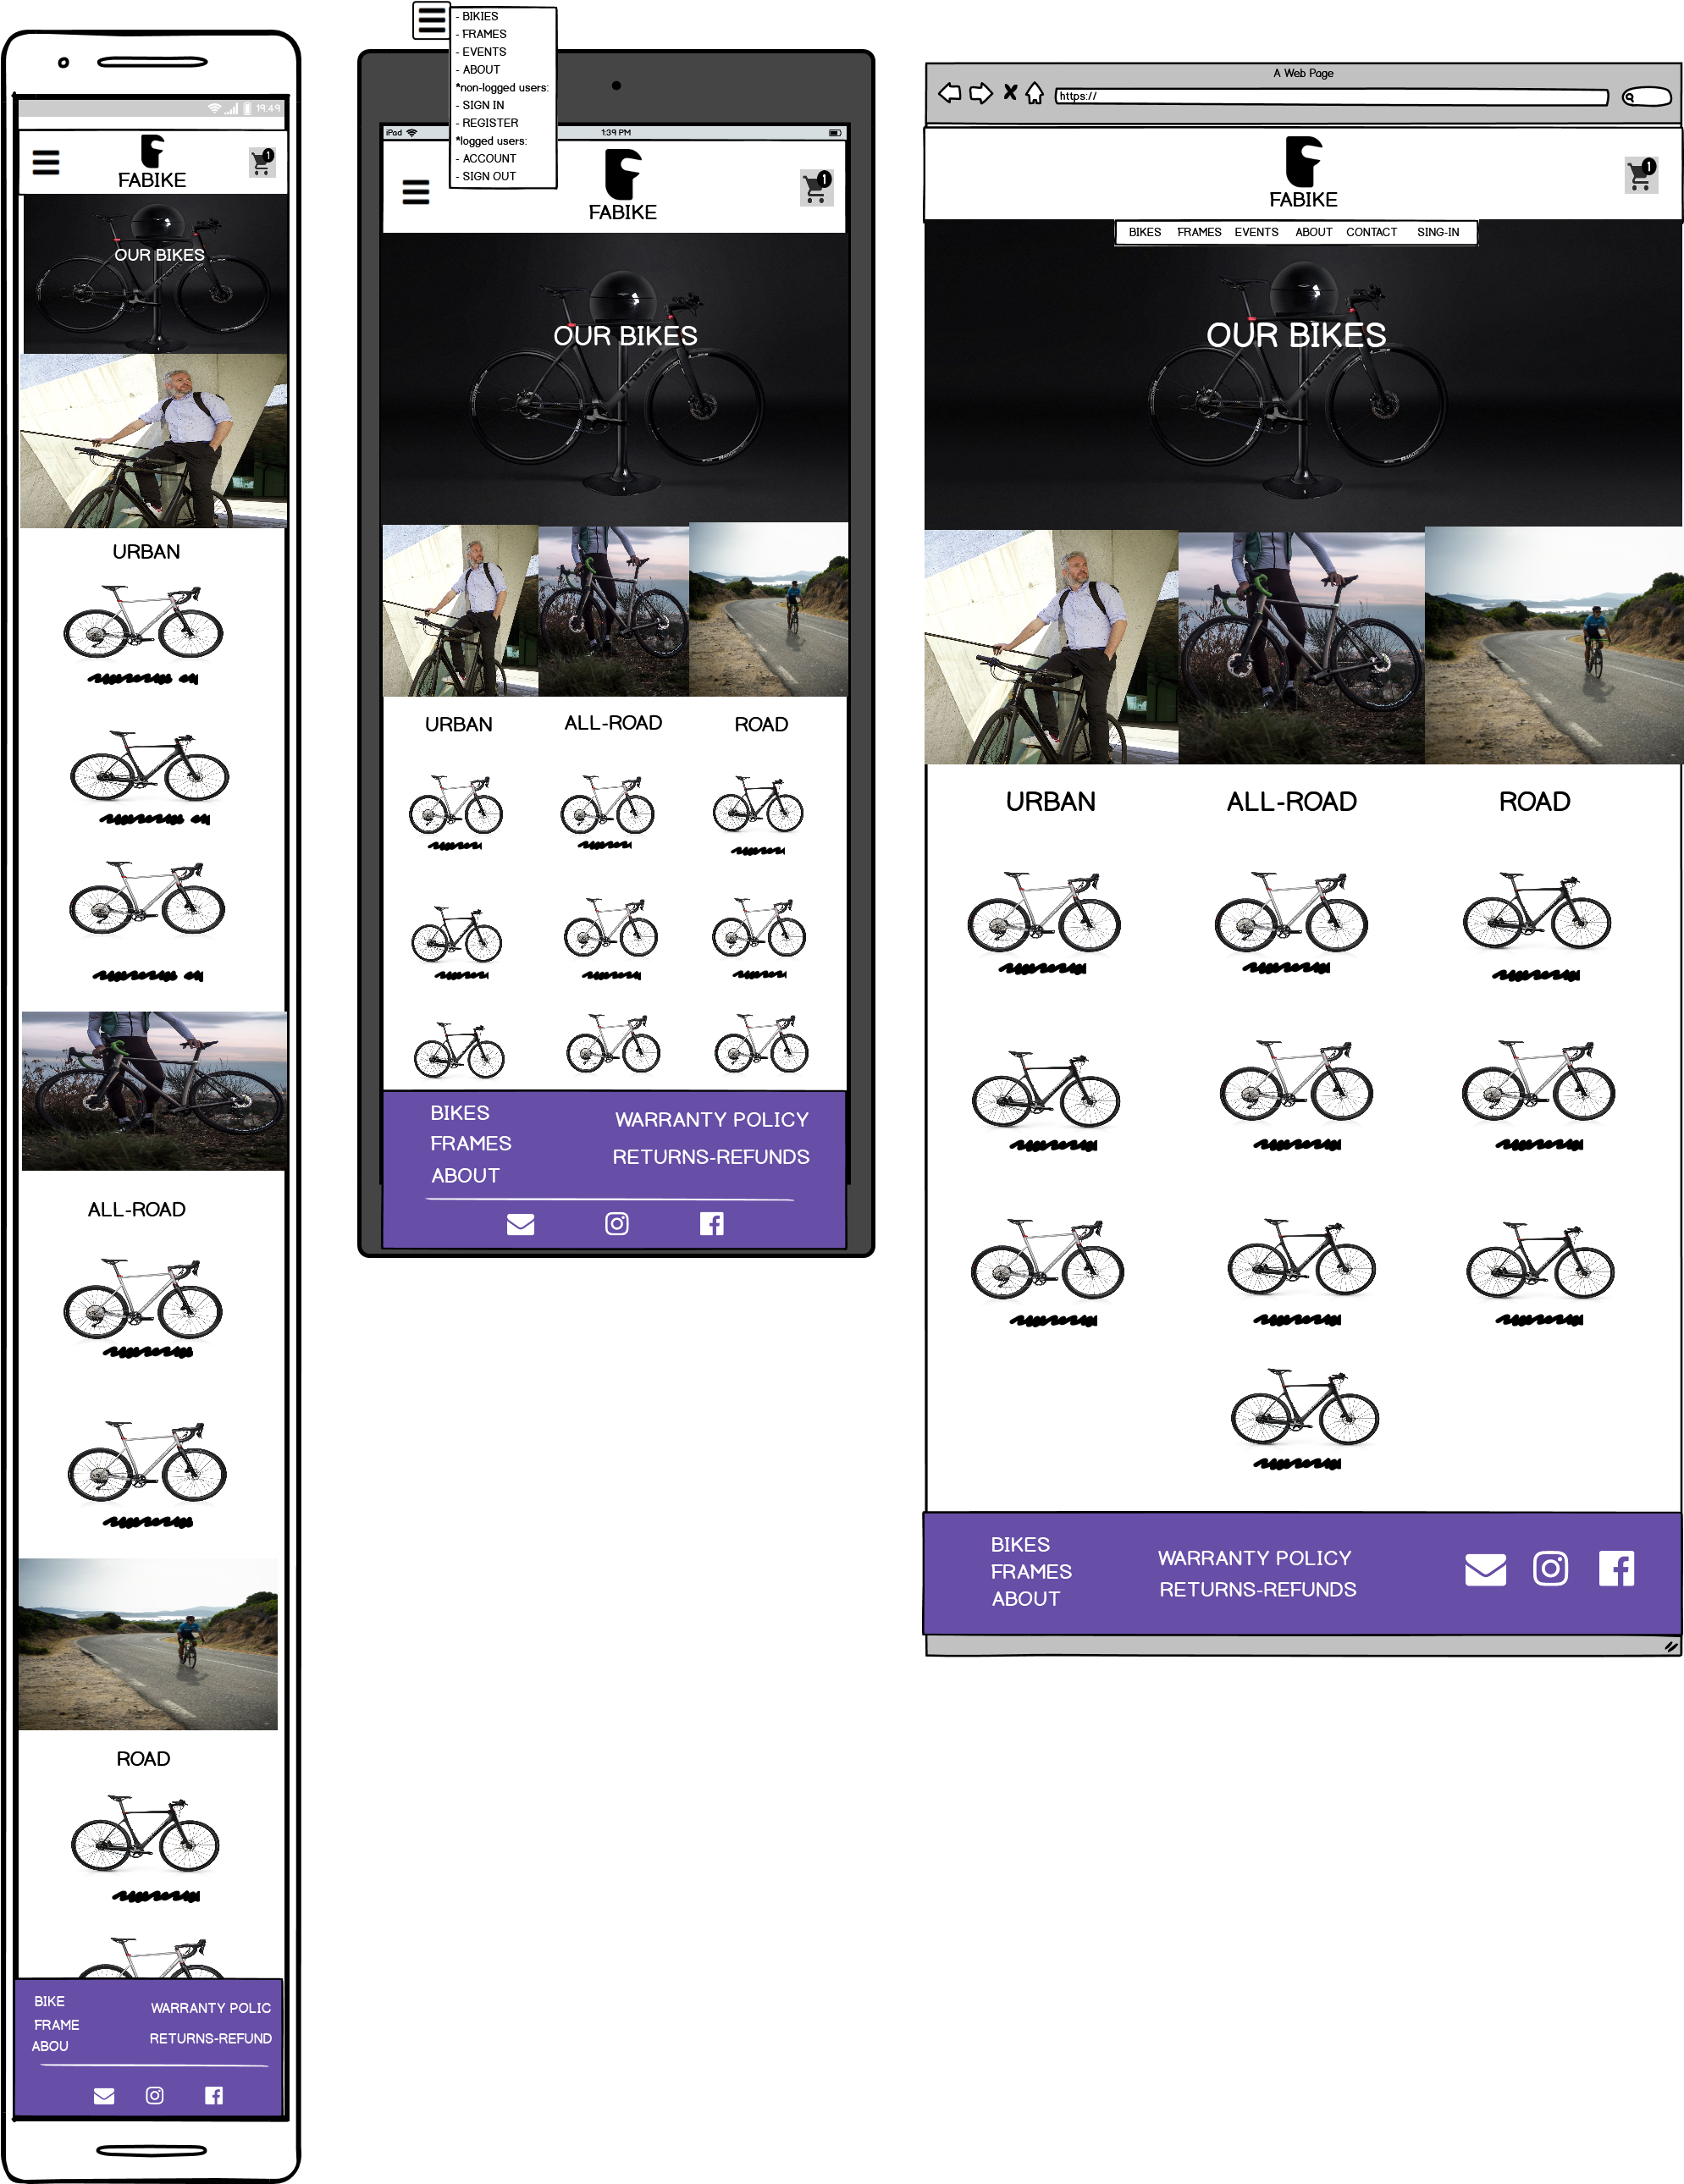 19:49
FABIKE
1
OUR BIKES
URBAN
ALL-ROAD
ROAD
BIKE
FRAME
ABOU
WARRANTY POLIC
RETURNS-REFUND
- BIKIES
- FRAMES
- EVENTS
- ABOUT
*non-logged users:
- SIGN IN
- REGISTER
*logged users:
- ACCOUNT
- SIGN OUT
iPad
1:39 PM
FABIKE
1
OUR BIKES
URBAN
ALL-ROAD
ROAD
BIKES
FRAMES
ABOUT
WARRANTY POLICY
RETURNS-REFUNDS
A Web Page
https://
FABIKE
1
BIKES FRAMES EVENTS ABOUT CONTACT SING-IN
OUR BIKES
URBAN
ALL-ROAD
ROAD
BIKES
FRAMES
ABOUT
WARRANTY POLICY
RETURNS-REFUNDS